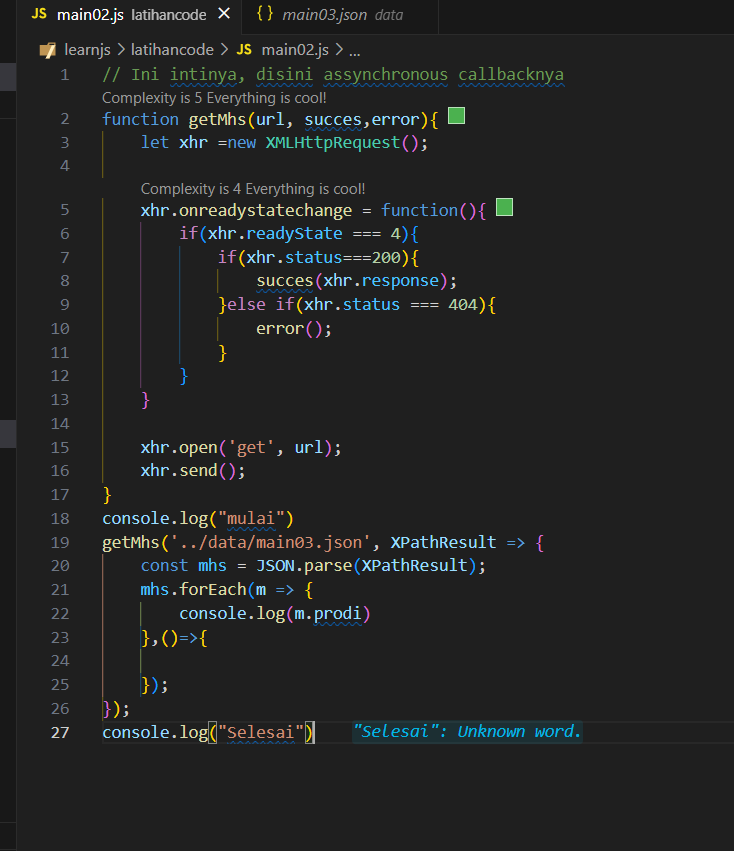 JS main02.js latihancode × {} main03.json data
learnjs > latihancode > JS main02.js > ...
1 // Ini intinya, disini assynchronous callbacknya
Complexity is 5 Everything is cool!
2 function getMhs(url, succes,error){
3 let xhr =new XMLHttpRequest();
4
Complexity is 4 Everything is cool!
5 xhr.onreadystatechange = function(){
6 if(xhr.readyState === 4){
7 if(xhr.status===200){
8 succes(xhr.response);
9 }else if(xhr.status === 404){
10 error();
11 }
12 }
13 }
14
15 xhr.open('get', url);
16 xhr.send();
17 }
18 console.log("mulai")
19 getMhs('../data/main03.json', XPathResult => {
20 const mhs = JSON.parse(XPathResult);
21 mhs.forEach(m => {
22 console.log(m.prodi)
23 },()=>{
24
25 });
26 });
27 console.log("Selesai") "Selesai": Unknown word.